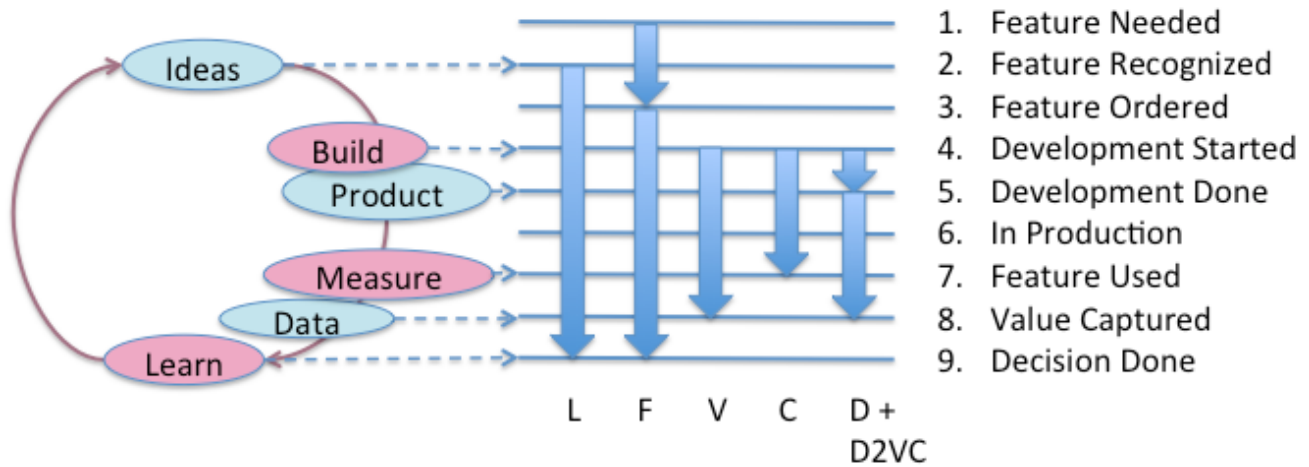 Ideas
Build
Product
Measure
Data
Learn
1. Feature Needed
2. Feature Recognized
3. Feature Ordered
4. Development Started
5. Development Done
6. In Production
7. Feature Used
8. Value Captured
9. Decision Done
L F V C D +
D2VC